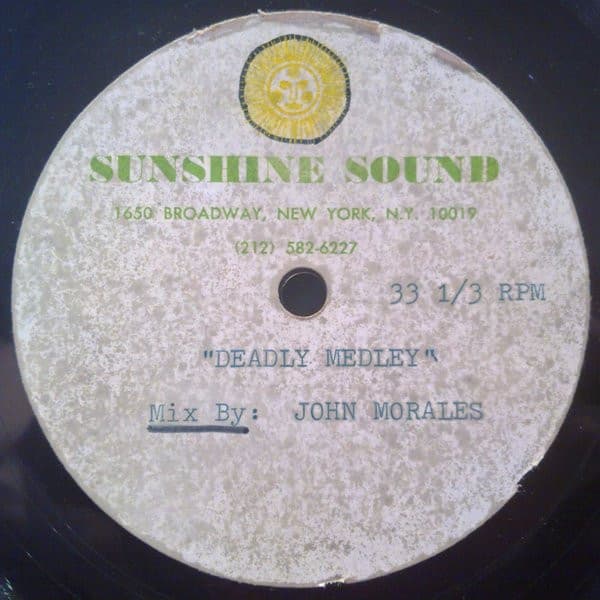 SUNSHINE SOUND
1650 BROADWAY, NEW YORK, N.Y. 10019
(212) 582-6227
33 1/3 RPM
"DEADLY MEDLEY"
Mix By: JOHN MORALES